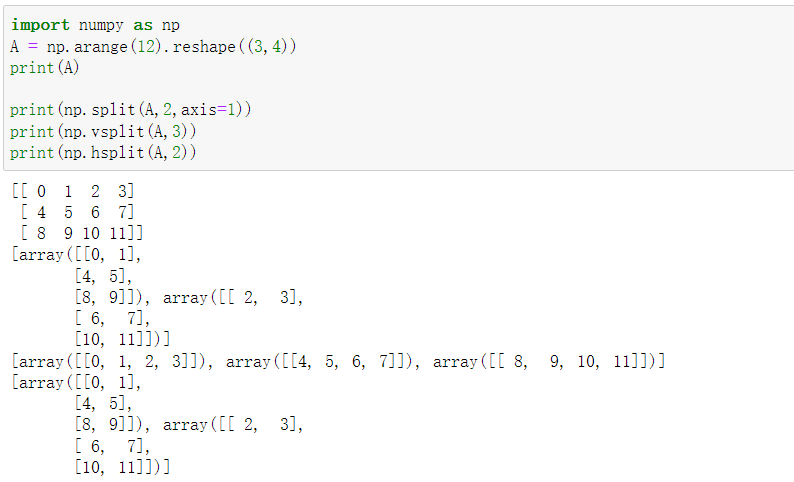 import numpy as np
A = np.arange(12).reshape((3,4))
print(A)

print(np.split(A,2,axis=1))
print(np.vsplit(A,3))
print(np.hsplit(A,2))

[[ 0  1  2  3]
 [ 4  5  6  7]
 [ 8  9 10 11]]
[array([[0, 1],
       [4, 5],
       [8, 9]]), array([[ 2,  3],
       [ 6,  7],
       [10, 11]])]
[array([[0, 1, 2, 3]]), array([[4, 5, 6, 7]]), array([[ 8,  9, 10, 11]])]
[array([[0, 1],
       [4, 5],
       [8, 9]]), array([[ 2,  3],
       [ 6,  7],
       [10, 11]])]